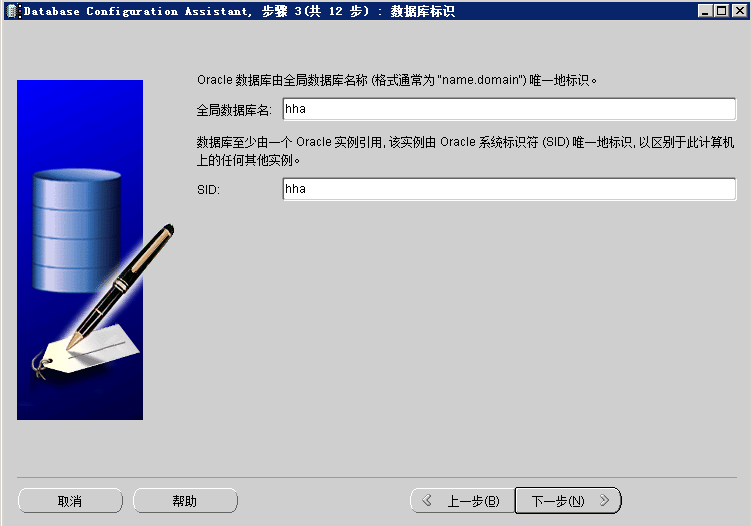 Database Configuration Assistant, 步骤 3(共 12 步) : 数据库标识
Oracle 数据库由全局数据库名称 (格式通常为 "name.domain") 唯一地标识。
全局数据库名: hha
数据库至少由一个 Oracle 实例引用, 该实例由 Oracle 系统标识符 (SID) 唯一地标识, 以区别于此计算机
上的任何其他实例。
SID: hha
取消 帮助 上一步(B) 下一步(N)